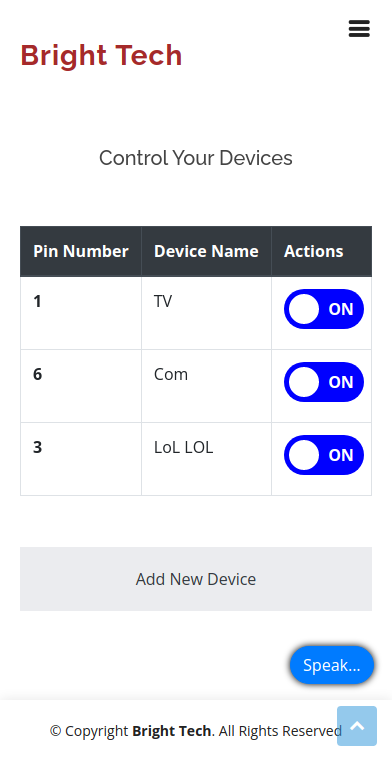 Bright Tech
Control Your Devices
Pin Number Device Name Actions
1 TV ON
6 Com ON
3 LoL LOL ON
Add New Device
Speak...
© Copyright Bright Tech. All Rights Reserved